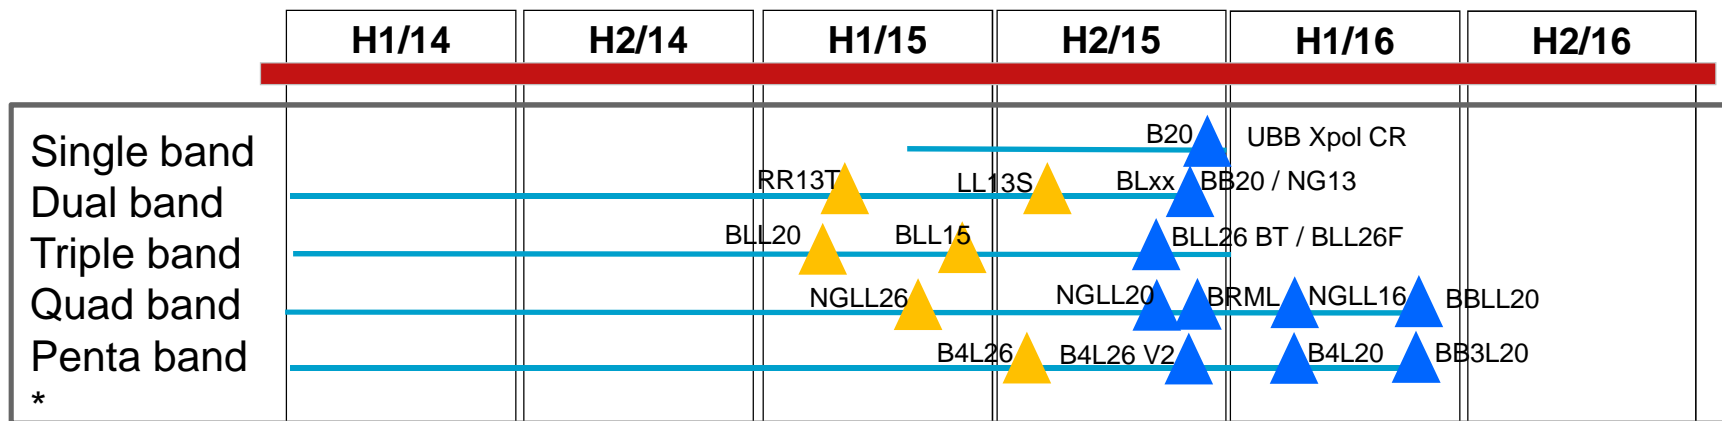 H1/14 H2/14 H1/15 H2/15 H1/16 H2/16
Single band B20 UBB Xpol CR
Dual band RR13T LL13S BLxx BB20 / NG13
Triple band BLL20 BLL15 BLL26 BT / BLL26F
Quad band NGLL26 NGLL20 BRML NGLL16 BBLL20
Penta band B4L26 B4L26 V2 B4L20 BB3L20
*